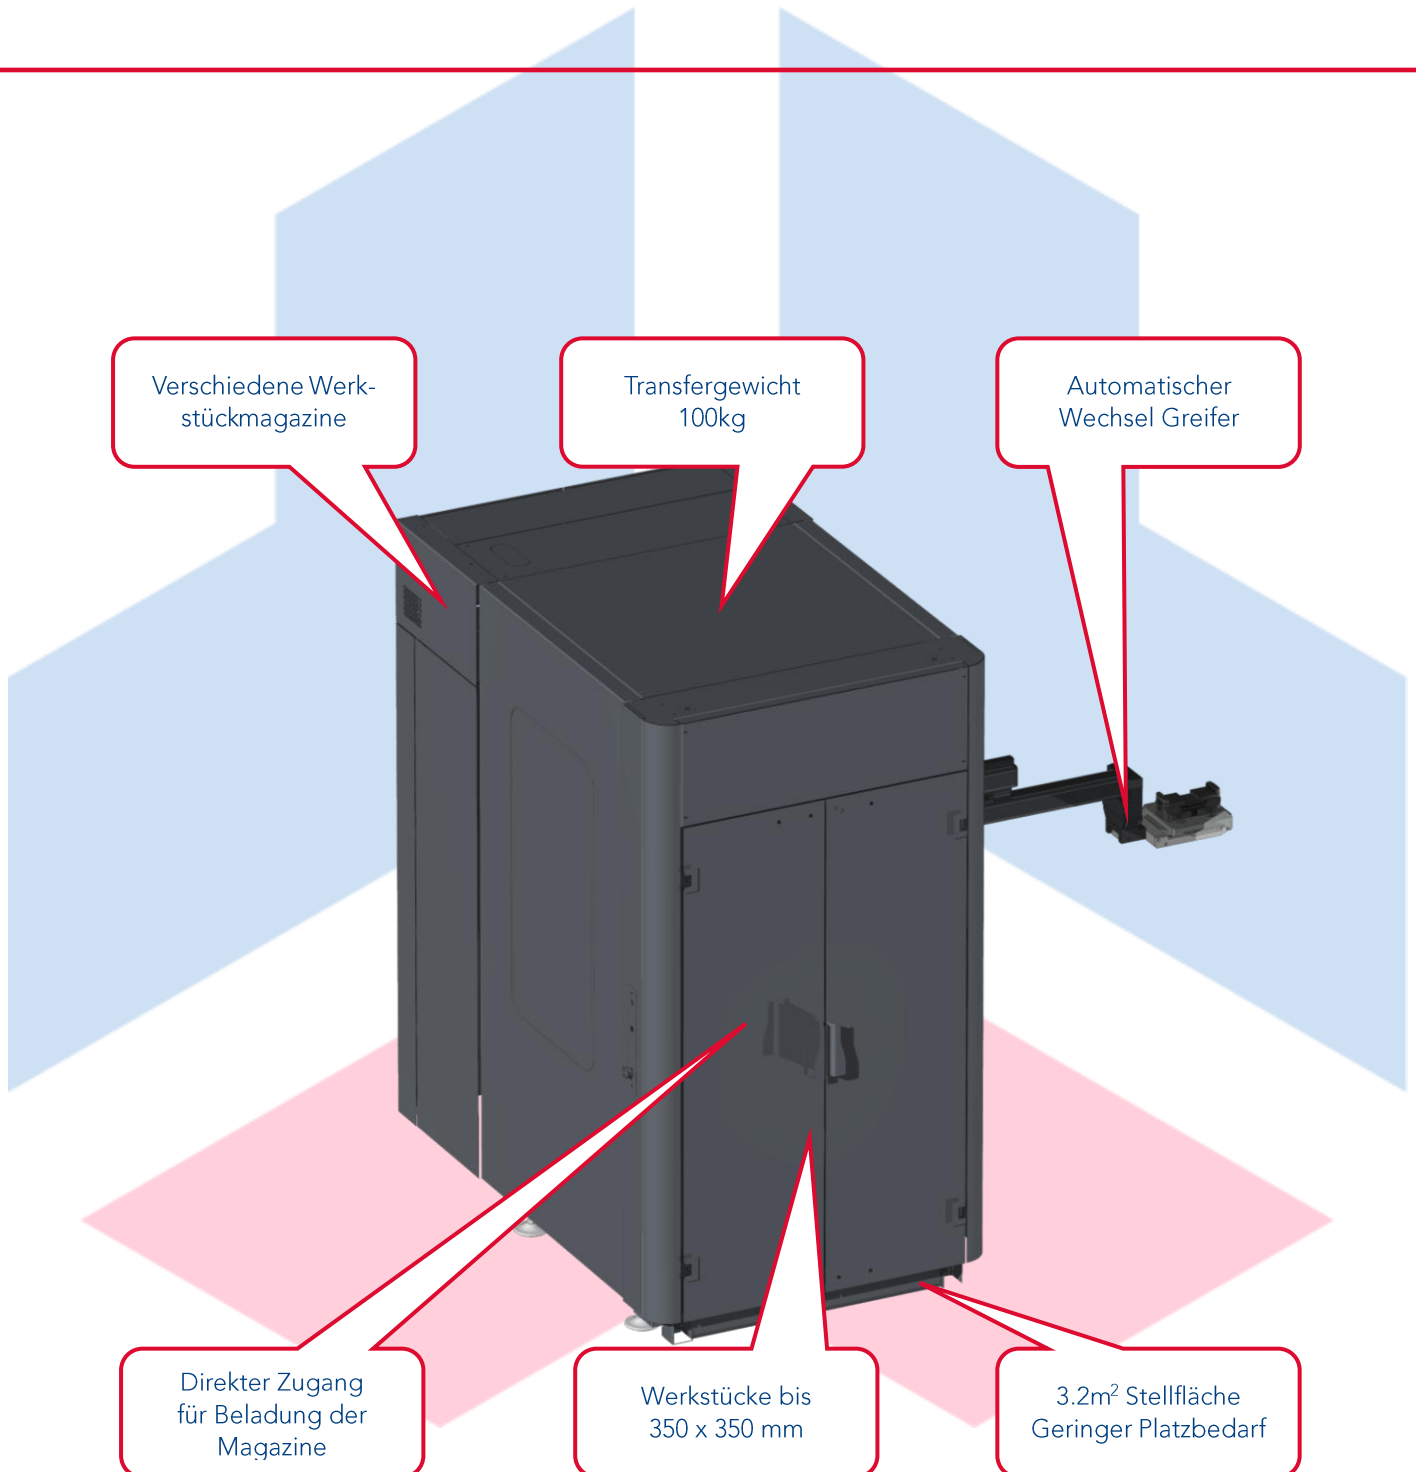 Verschiedene Werk-
stückmagazine
Transfergewicht
100kg
Automatischer
Wechsel Greifer
Direkter Zugang
für Beladung der
Magazine
Werkstücke bis
350 x 350 mm
3.2m² Stellfläche
Geringer Platzbedarf